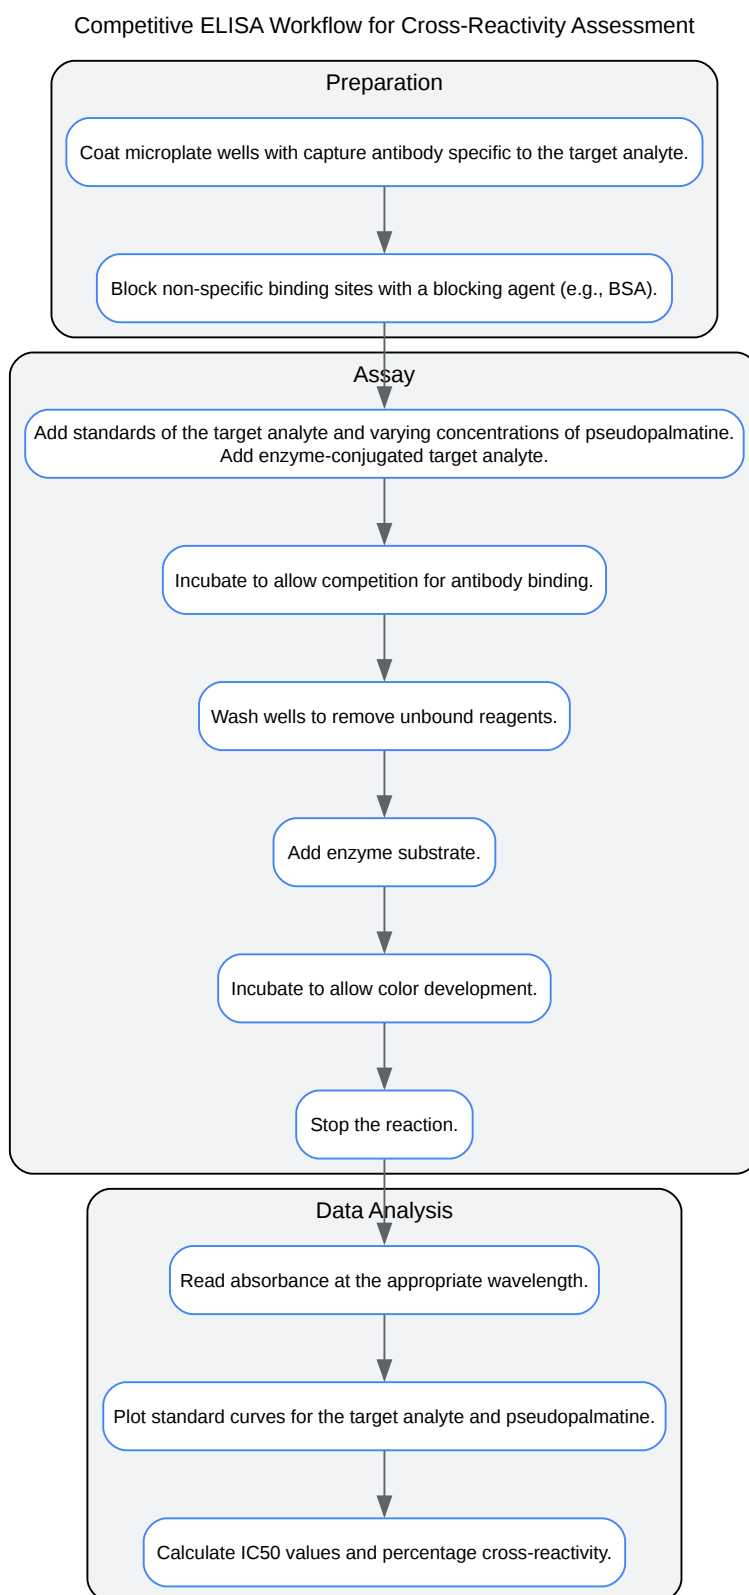 Competitive ELISA Workflow for Cross-Reactivity Assessment
Preparation
Coat microplate wells with capture antibody specific to the target analyte.
Block non-specific binding sites with a blocking agent (e.g., BSA).
Assay
Add standards of the target analyte and varying concentrations of pseudopalmatine.
Add enzyme-conjugated target analyte.
Incubate to allow competition for antibody binding.
Wash wells to remove unbound reagents.
Add enzyme substrate.
Incubate to allow color development.
Stop the reaction.
Data Analysis
Read absorbance at the appropriate wavelength.
Plot standard curves for the target analyte and pseudopalmatine.
Calculate IC50 values and percentage cross-reactivity.